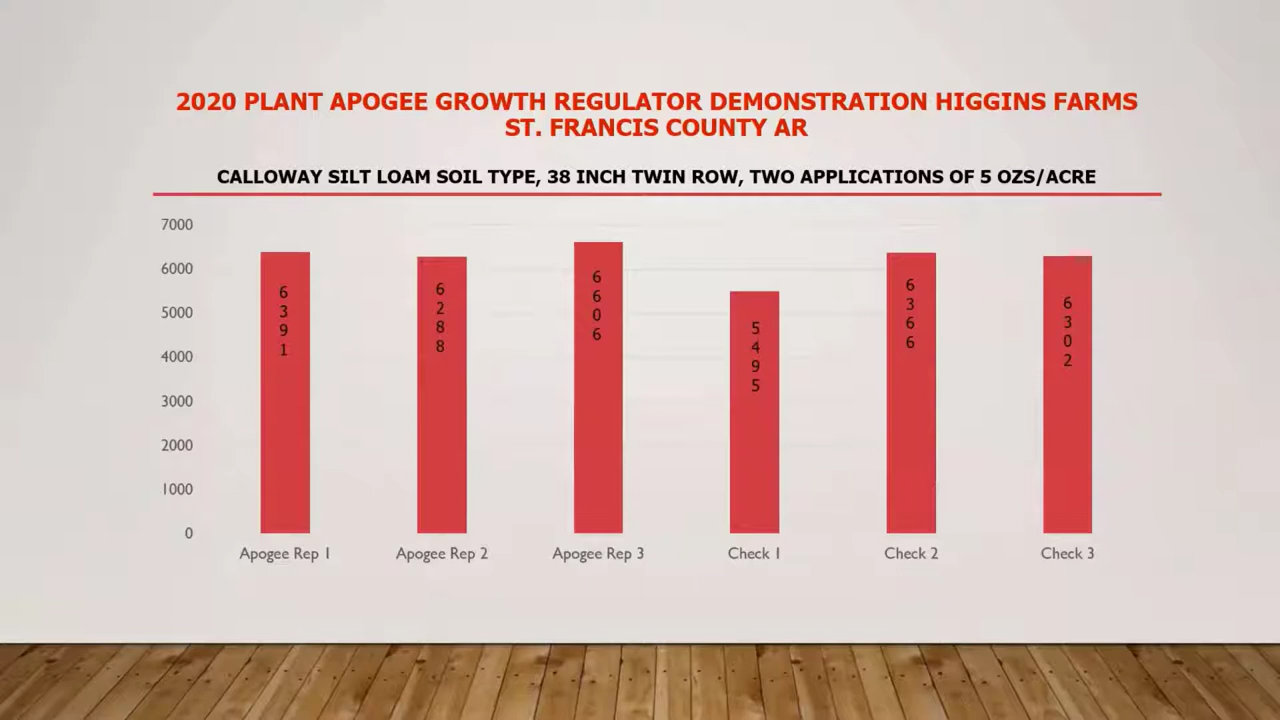 2020 PLANT APOGEE GROWTH REGULATOR DEMONSTRATION HIGGINS FARMS
ST. FRANCIS COUNTY AR
CALLOWAY SILT LOAM SOIL TYPE, 38 INCH TWIN ROW, TWO APPLICATIONS OF 5 OZS/ACRE
7000
6000
5000
4000
3000
2000
1000
0
6391
6288
6606
5495
6366
6302
Apogee Rep 1
Apogee Rep 2
Apogee Rep 3
Check 1
Check 2
Check 3